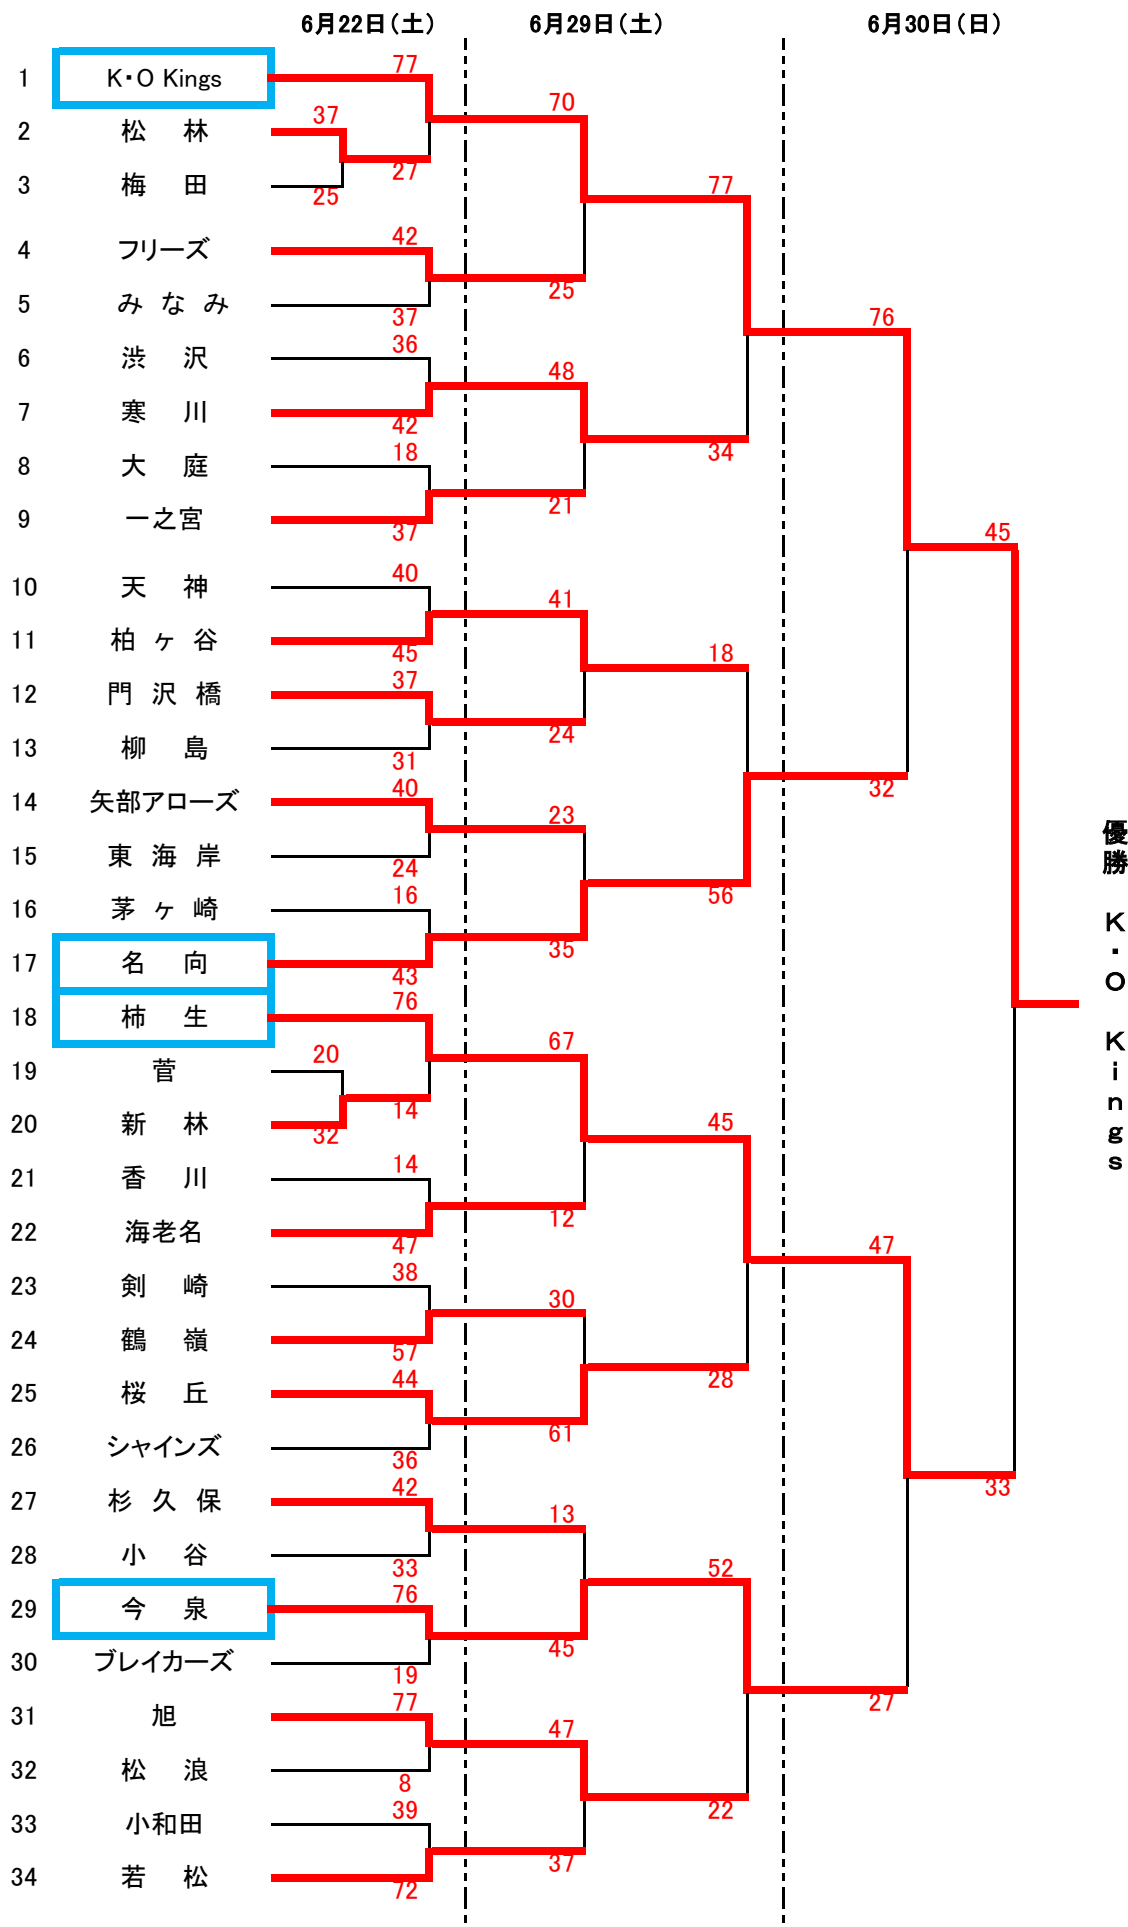 6月22日（土） 6月29日（土） 6月30日（日）
77
1 K・O Kings
70
37
2 松 林
27
77
3 梅 田
25
42
4 フリーズ
25
5 みなみ
37
76
36
6 渋 沢
48
7 寒 川
42
34
18
8 大 庭
21
9 一之宮
37
45
40
10 天 神
41
11 柏ヶ谷
45
18
37
12 門沢橋
24
13 柳 島
31
32
40
14 矢部アローズ
23
15 東海岸
24
56
16
16 茅ヶ崎
35
17 名 向
43
76
18 柿 生
67
20
19 菅
14
45
20 新 林
32
14
21 香 川
12
22 海老名
47
47
38
23 剣 崎
30
24 鶴 嶺
57
28
44
25 桜 丘
61
26 シャインズ
36
33
42
27 杉久保
13
28 小 谷
33
52
76
29 今 泉
45
30 ブレイカーズ
19
27
77
31 旭
47
32 松 浪
8
22
39
33 小和田
37
34 若 松
72
優勝 K・O Kings